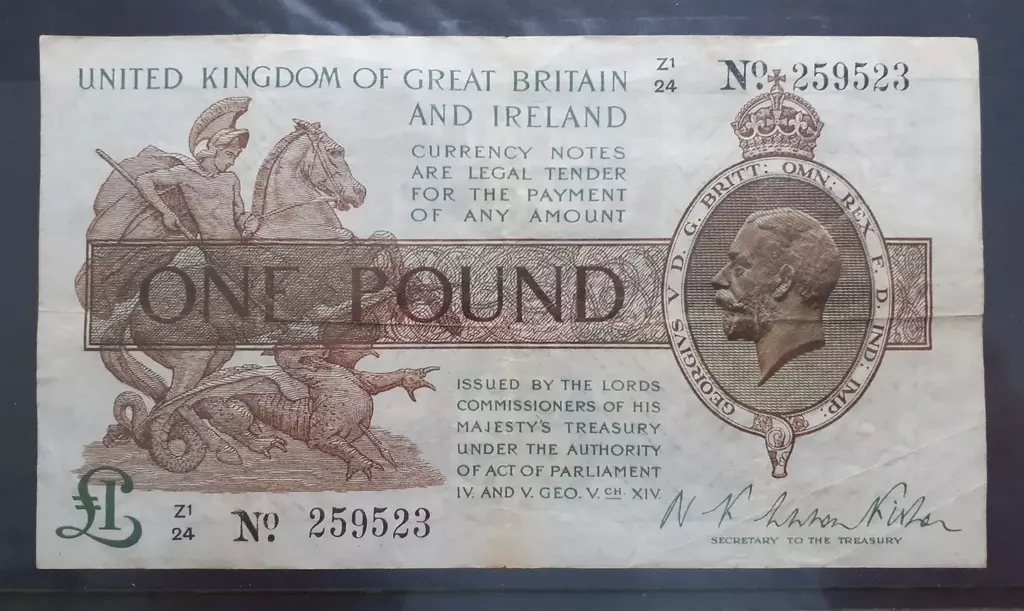 UNITED KINGDOM OF GREAT BRITAIN
AND IRELAND
Z1
24
Nº 259523
CURRENCY NOTES
ARE LEGAL TENDER
FOR THE PAYMENT
OF ANY AMOUNT
ONE POUND
GEORGIVS V D. G. BRITT: OMN: REX F. D. IND: IMP:
ISSUED BY THE LORDS
COMMISSIONERS OF HIS
MAJESTY'S TREASURY
UNDER THE AUTHORITY
OF ACT OF PARLIAMENT
IV. AND V. GEO. V. CH. XIV.
£1
Z1
24
Nº 259523
SECRETARY TO THE TREASURY